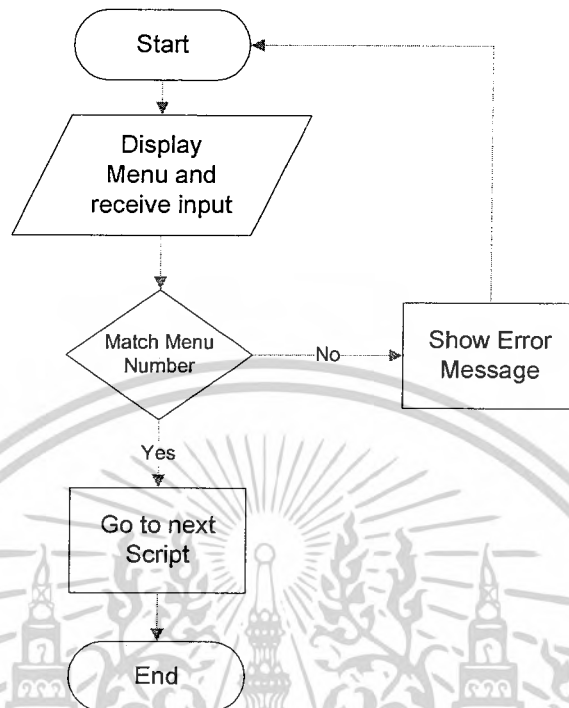 Start
Display
Menu and
receive input
Match Menu
Number
No
Show Error
Message
Yes
Go to next
Script
End